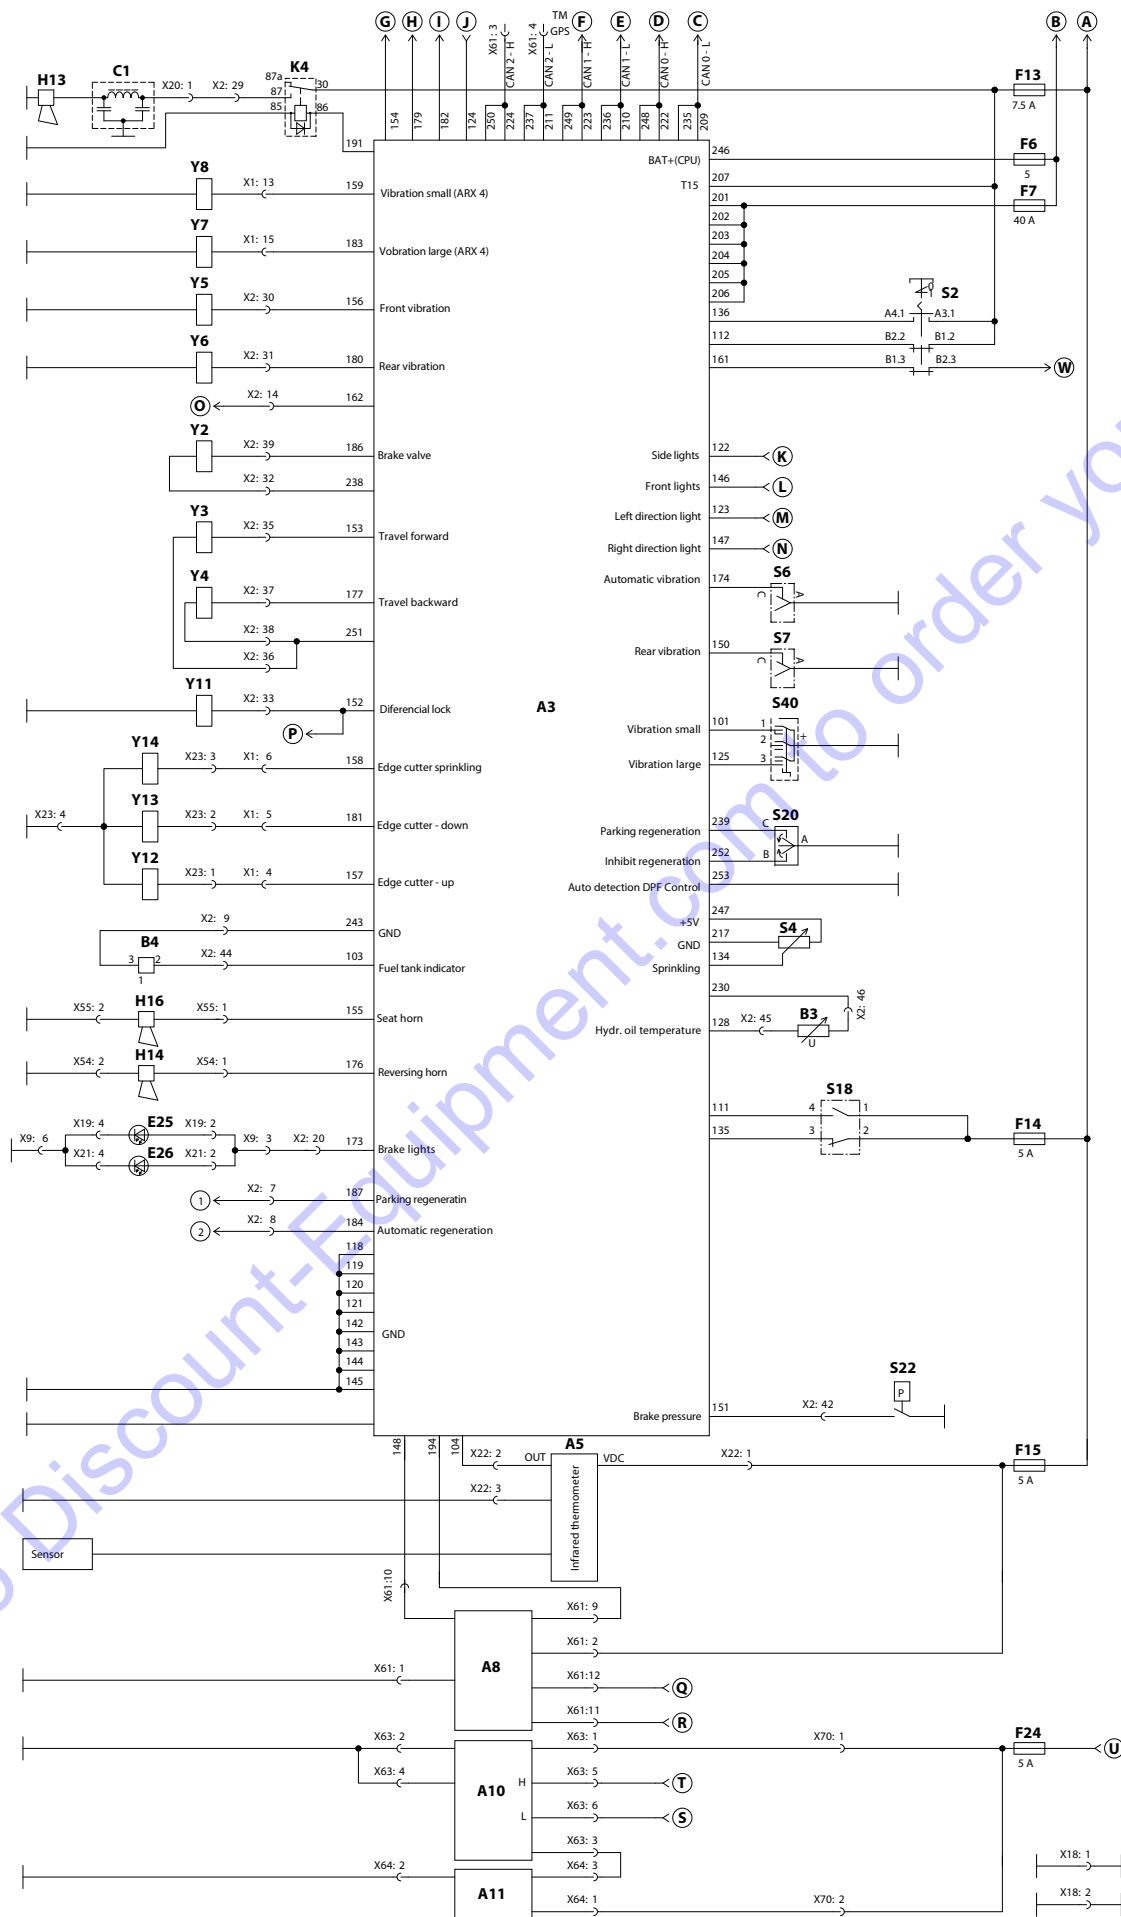 G H I J X61: 3 CAN 2 - H X61: 4 CAN 2 - L TM GPS F CAN 1 - H E CAN 1 - L D CAN 0 - H C CAN 0 - L B A
H13 C1 X20: 1 X2: 29 K4 87a 87 85 30 86 F13 7.5 A
154 179 182 124 250 224 237 211 249 223 236 210 248 222 235 209
191 BAT+(CPU) 246 F6 5
Y8 X1: 13 159 Vibration small (ARX 4) T15 207
201 F7 40 A
202
Y7 X1: 15 183 Vobration large (ARX 4) 203
204
205
206
Y5 X2: 30 156 Front vibration 0 1 S2
136 A4.1 A3.1
112 B2.2 B1.2
Y6 X2: 31 180 Rear vibration 161 B1.3 B2.3 W
O X2: 14 162
Y2 X2: 39 186 Brake valve Side lights 122 K
X2: 32 238 Front lights 146 L
Y3 X2: 35 153 Travel forward Left direction light 123 M
Right direction light 147 N
Y4 X2: 37 177 Travel backward Automatic vibration 174 S6 C A
X2: 38 251
X2: 36 Rear vibration 150 S7 C A
Y11 X2: 33 152 Diferencial lock A3
P Vibration small 101 S40 1 2 3 +
Y14 X23: 3 X1: 6 158 Edge cutter sprinkling Vibration large 125
X23: 4 Y13 X23: 2 X1: 5 181 Edge cutter - down Parking regeneration 239 S20 C B A
Y12 X23: 1 X1: 4 157 Edge cutter - up Inhibit regeneration 252
Auto detection DPF Control 253
X2: 9 243 GND +5V 247
B4 3 2 1 X2: 44 103 Fuel tank indicator GND 217 S4
Sprinkling 134
X55: 2 H16 X55: 1 155 Seat horn 230 X2: 46
Hydr. oil temperature 128 X2: 45 B3 U
X54: 2 H14 X54: 1 176 Reversing horn
111 S18 4 1
X9: 6 X19: 4 E25 X19: 2 X9: 3 X2: 20 173 Brake lights 135 3 2 F14 5 A
X21: 4 E26 X21: 2
1 X2: 7 187 Parking regeneratin
2 X2: 8 184 Automatic regeneration
118
119
120
121
142
GND
143
144
145
Brake pressure 151 X2: 42 S22 P
148 194 104 X22: 2 OUT A5 VDC X22: 1 F15 5 A
X22: 3 Infrared thermometer
Sensor
X61:10
X61: 9
X61: 2
X61: 1 A8 X61:12 Q
X61:11 R
X63: 2 X63: 1 X70: 1 F24 5 A U
X63: 4 A10 H X63: 5 T
L X63: 6 S
X63: 3
X64: 2 X64: 3 X18: 1
A11 X64: 1 X70: 2 X18: 2
Discount-Equipment.com to order yo